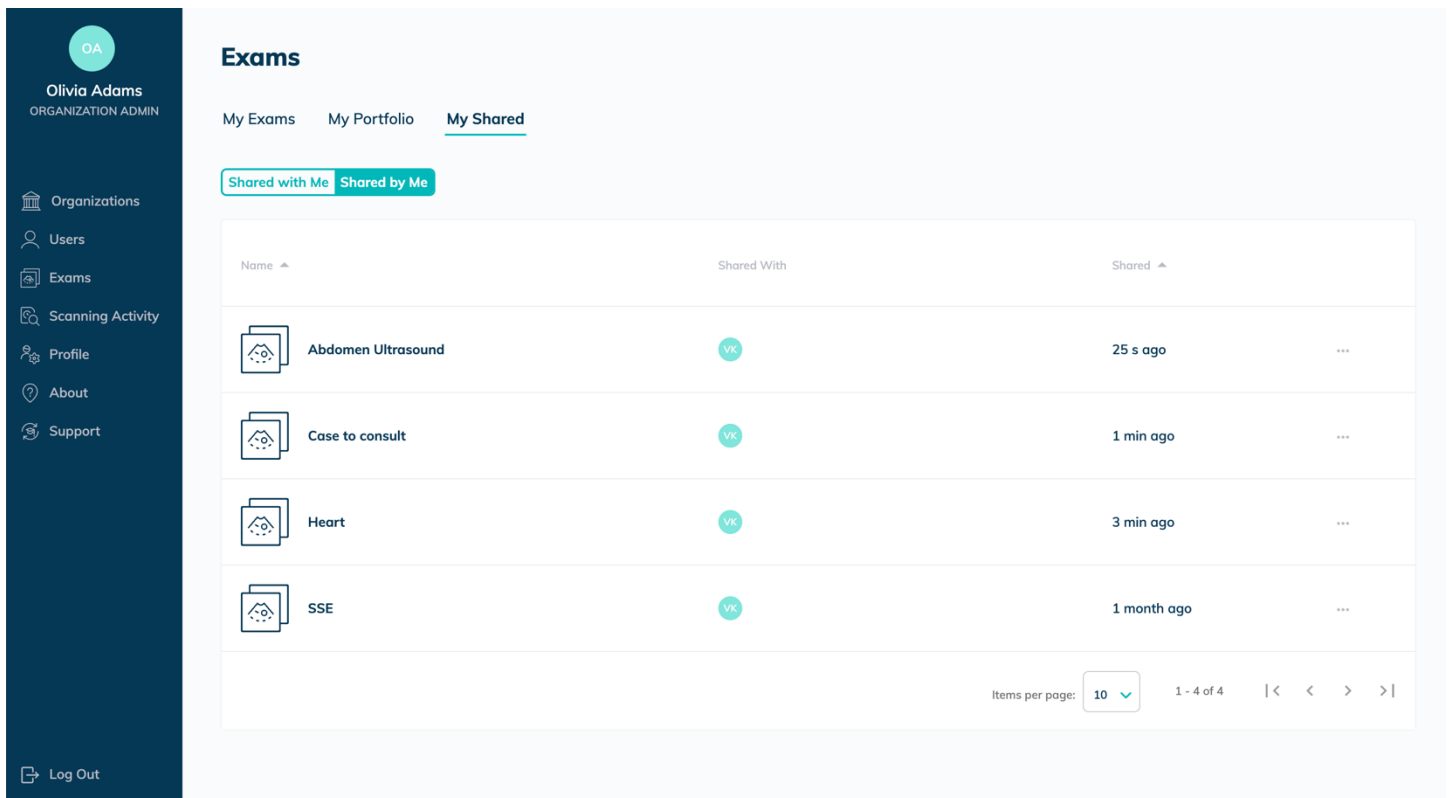 OA
Olivia Adams
ORGANIZATION ADMIN
Organizations
Users
Exams
Scanning Activity
Profile
About
Support
Log Out
Exams
My Exams My Portfolio My Shared
Shared with Me Shared by Me
Name Shared With Shared
Abdomen Ultrasound VK 25 s ago ...
Case to consult VK 1 min ago ...
Heart VK 3 min ago ...
SSE VK 1 month ago ...
Items per page: 10 1 - 4 of 4